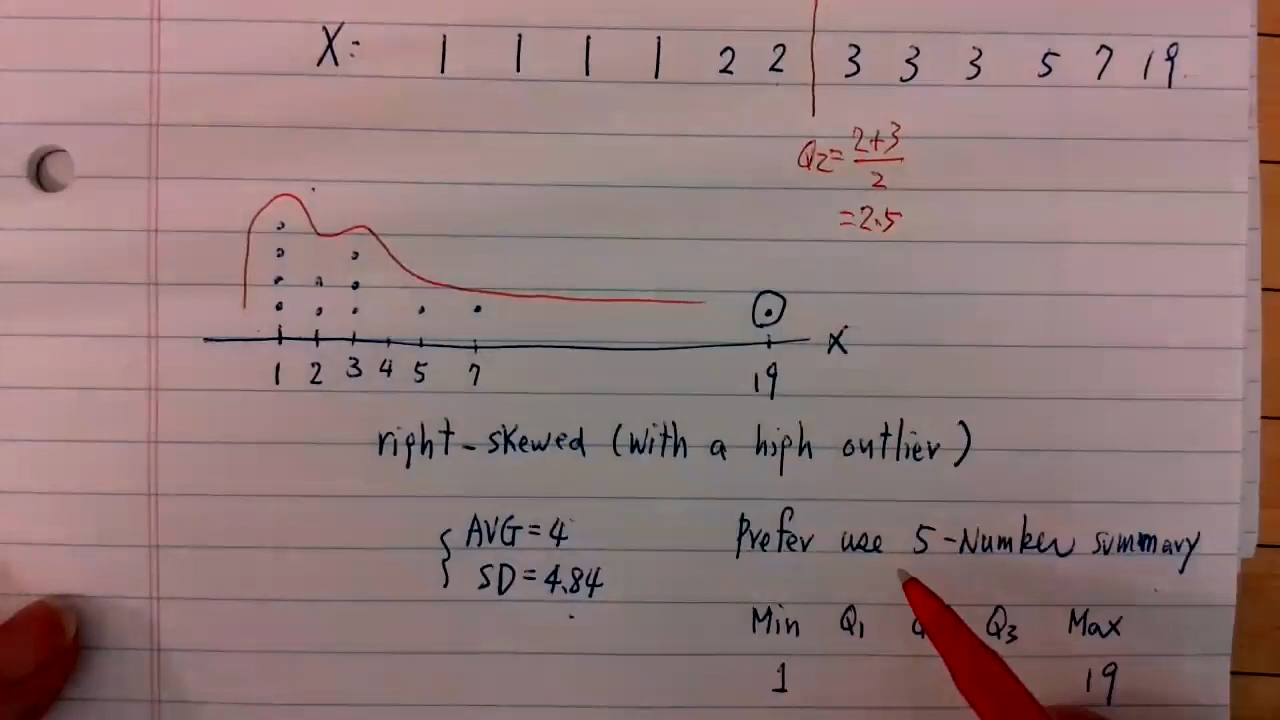 X: 1 1 1 1 2 2 3 3 3 5 7 19
Q2 = 2+3
2
= 2.5
X
1 2 3 4 5 7 19
right-skewed (with a high outlier)
AVG = 4
SD = 4.84
Prefer use 5-Number summary
Min Q1 Q3 Max
1 19